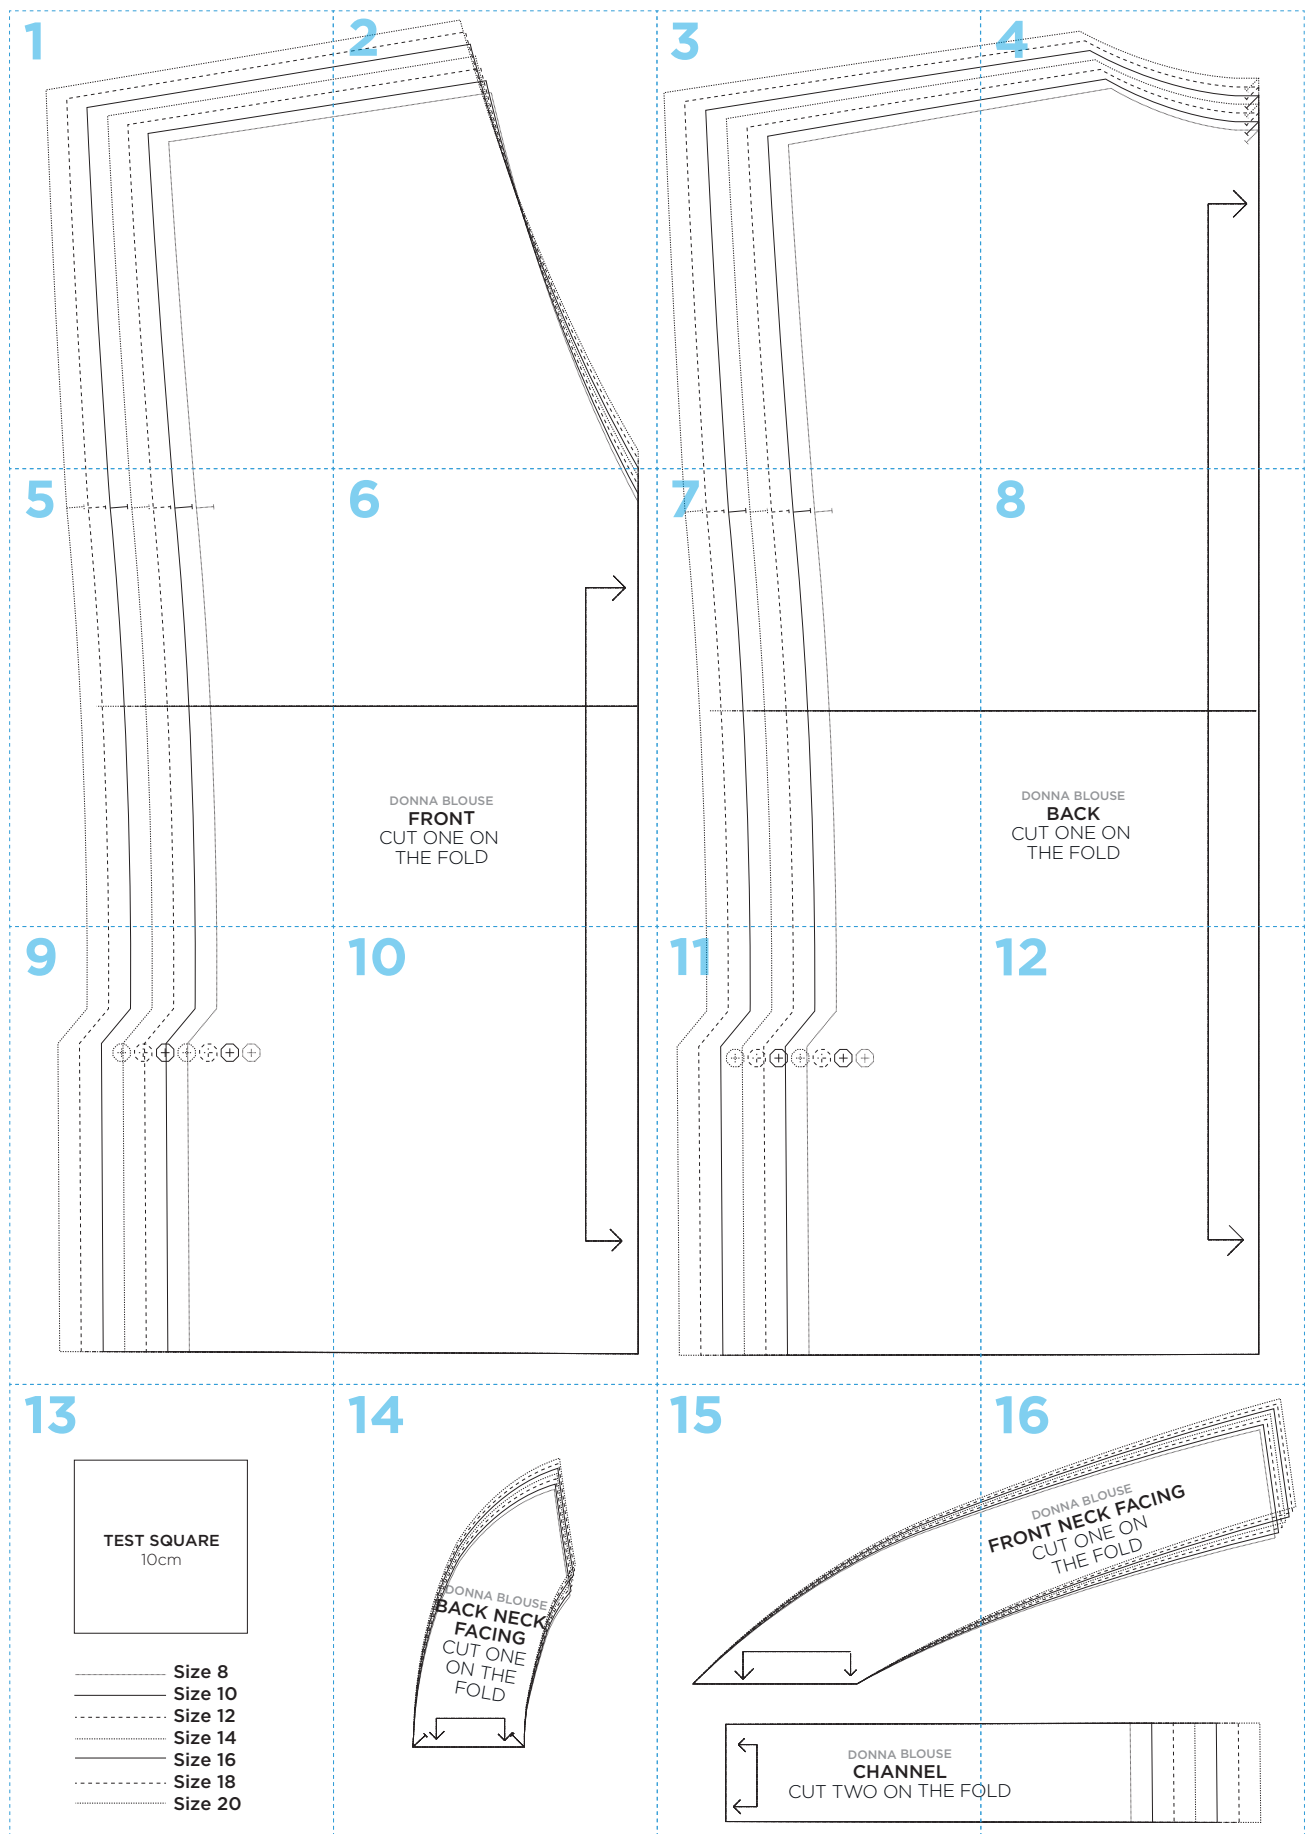 1
2
3
4
5
6
7
8
DONNA BLOUSE
FRONT
CUT ONE ON
THE FOLD
DONNA BLOUSE
BACK
CUT ONE ON
THE FOLD
9
10
11
12
13
14
15
16
TEST SQUARE
10cm
Size 8
Size 10
Size 12
Size 14
Size 16
Size 18
Size 20
DONNA BLOUSE
BACK NECK
FACING
CUT ONE
ON THE
FOLD
DONNA BLOUSE
FRONT NECK FACING
CUT ONE ON
THE FOLD
DONNA BLOUSE
CHANNEL
CUT TWO ON THE FOLD